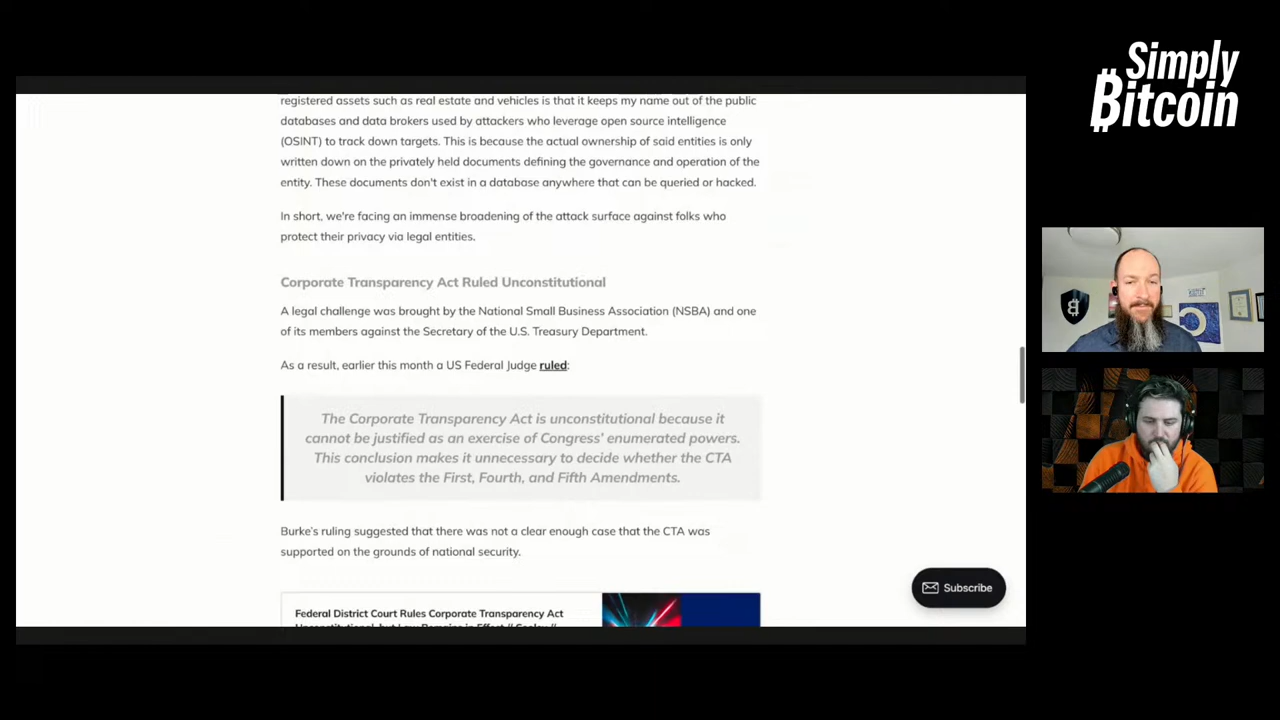 Simply
Bitcoin
registered assets such as real estate and vehicles is that it keeps my name out of the public
databases and data brokers used by attackers who leverage open source intelligence
(OSINT) to track down targets. This is because the actual ownership of said entities is only
written down on the privately held documents defining the governance and operation of the
entity. These documents don't exist in a database anywhere that can be queried or hacked.
In short, we're facing an immense broadening of the attack surface against folks who
protect their privacy via legal entities.
Corporate Transparency Act Ruled Unconstitutional
A legal challenge was brought by the National Small Business Association (NSBA) and one
of its members against the Secretary of the U.S. Treasury Department.
As a result, earlier this month a US Federal Judge ruled:
The Corporate Transparency Act is unconstitutional because it
cannot be justified as an exercise of Congress' enumerated powers.
This conclusion makes it unnecessary to decide whether the CTA
violates the First, Fourth, and Fifth Amendments.
Burke's ruling suggested that there was not a clear enough case that the CTA was
supported on the grounds of national security.
Subscribe
Federal District Court Rules Corporate Transparency Act